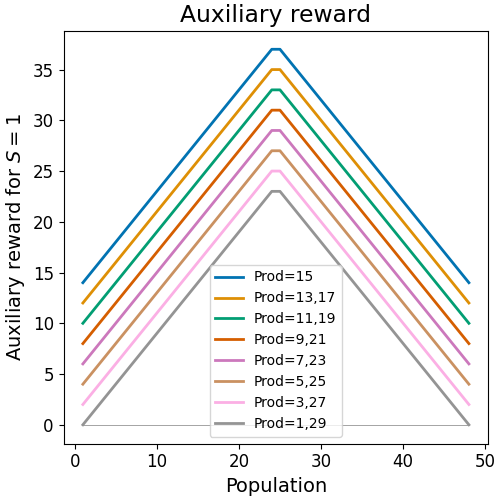 Auxiliary reward
Auxiliary reward for S = 1
35
30
25
20
15
10
5
0
Prod=15
Prod=13,17
Prod=11,19
Prod=9,21
Prod=7,23
Prod=5,25
Prod=3,27
Prod=1,29
0 10 20 30 40 50
Population